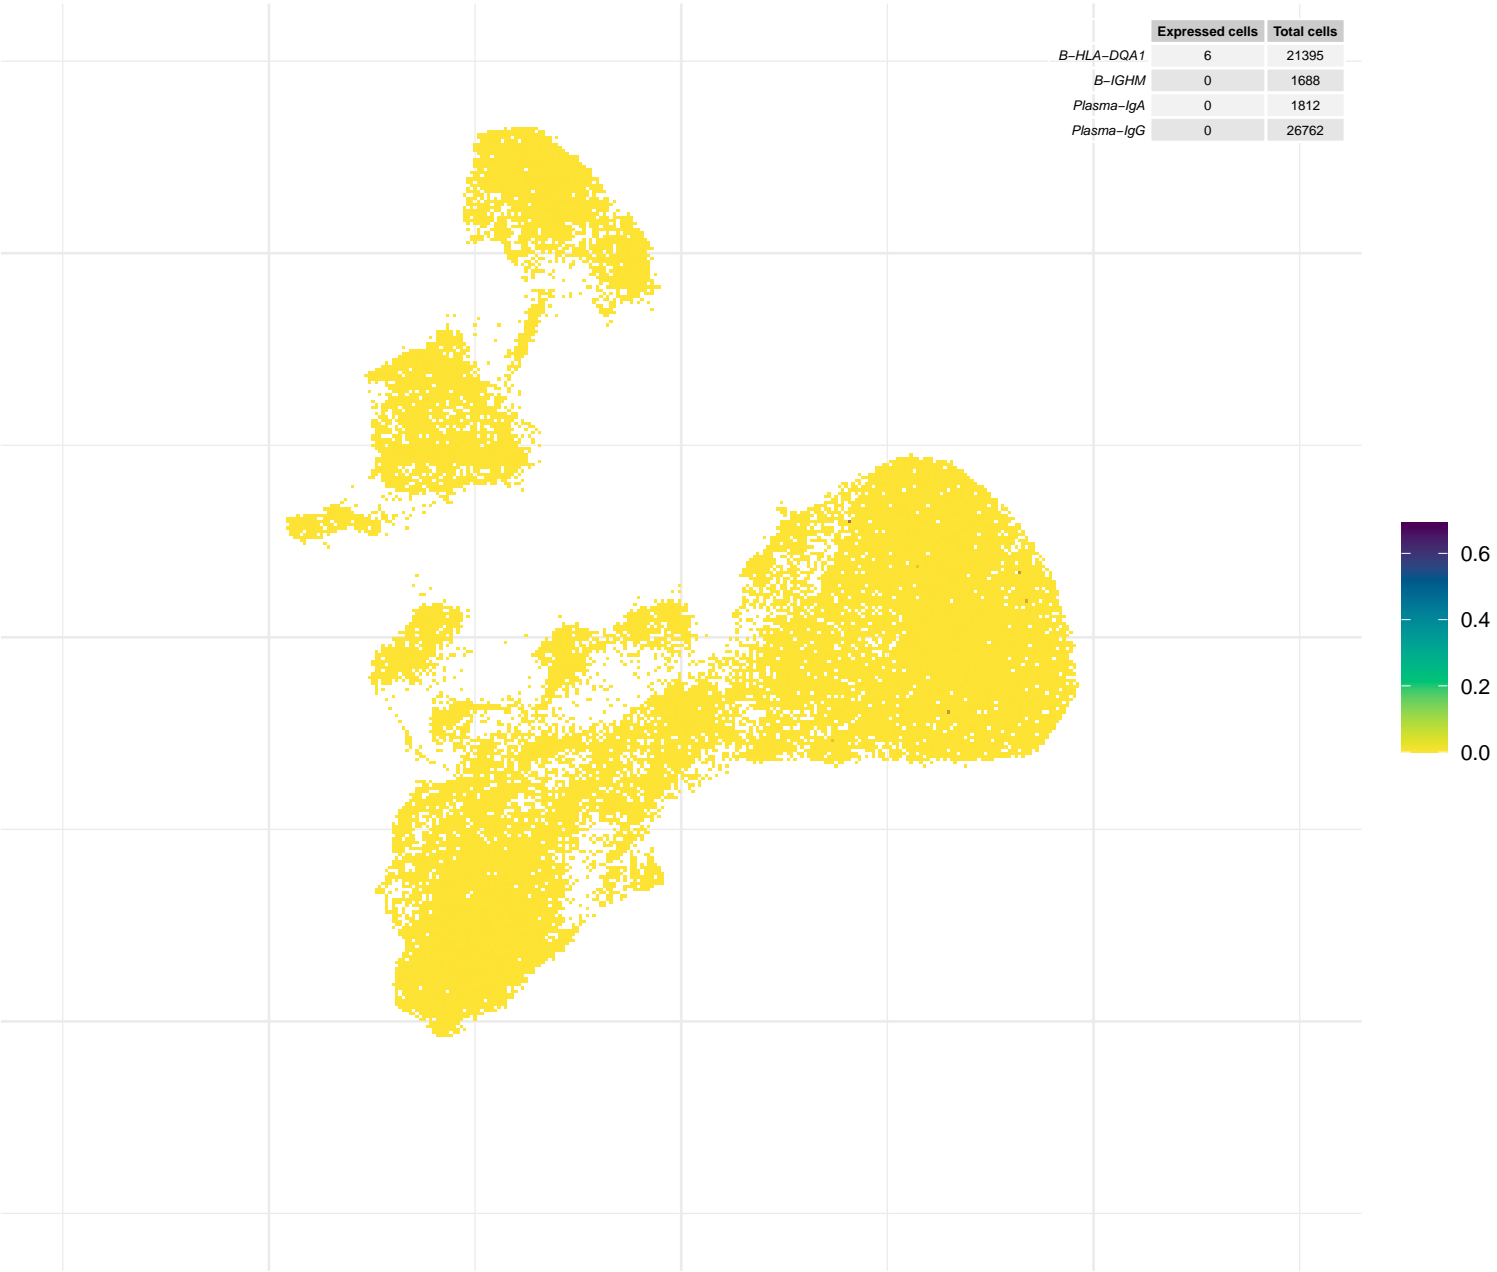 Expressed cells Total cells
B−HLA−DQA1 6 21395
B−IGHM 0 1688
Plasma−IgA 0 1812
Plasma−IgG 0 26762
0.6
0.4
0.2
0.0